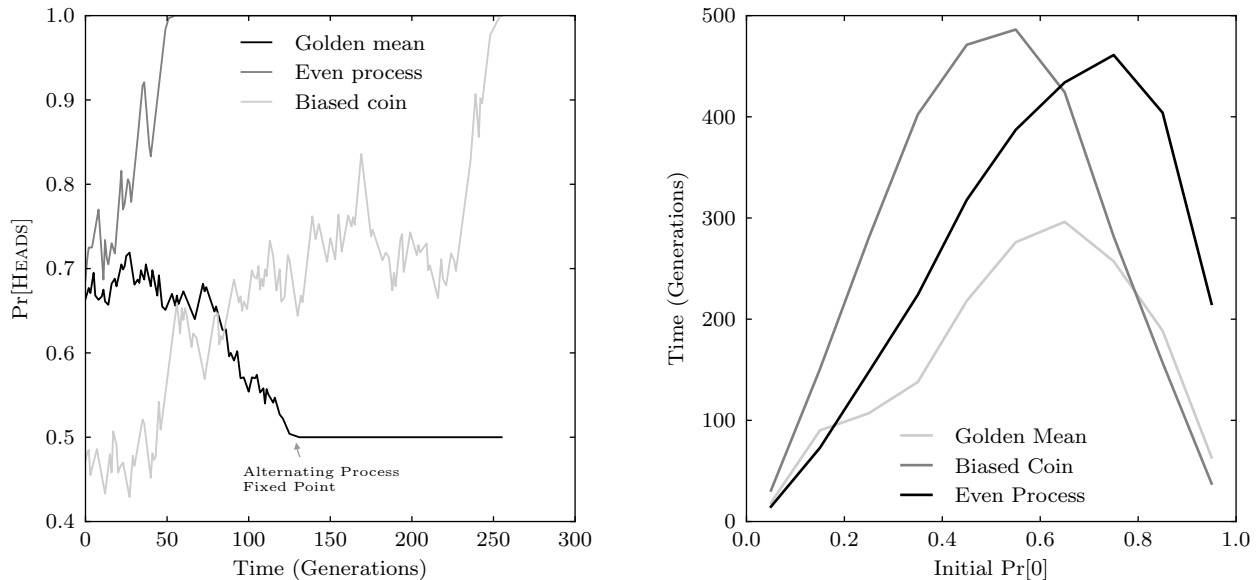 1.0
0.9
0.8
0.7
0.6
0.5
0.4
Pr[HEADS]
0 50 100 150 200 250 300
Time (Generations)
Golden mean
Even process
Biased coin
Alternating Process
Fixed Point
500
400
300
200
100
0
Time (Generations)
0.0 0.2 0.4 0.6 0.8 1.0
Initial Pr[0]
Golden Mean
Biased Coin
Even Process